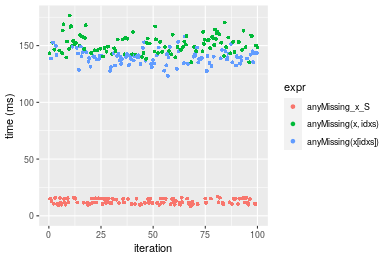 time (ms)
150
100
50
0
0
25
50
75
100
iteration
expr
anyMissing_x_S
anyMissing(x, idxs)
anyMissing(x[idxs])